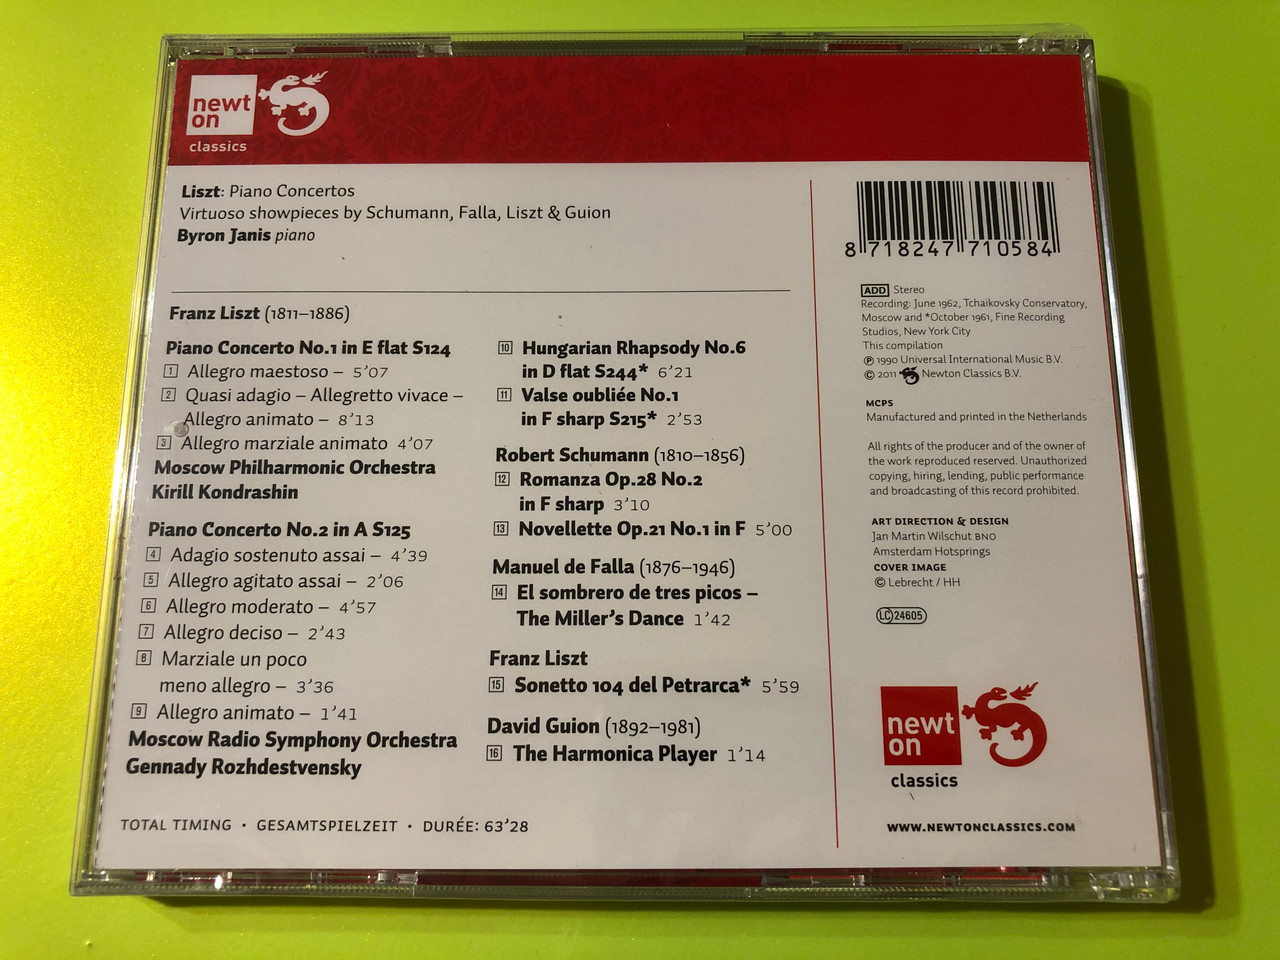 newt
on
classics
Liszt: Piano Concertos
Virtuoso showpieces by Schumann, Falla, Liszt & Guion
Byron Janis piano
Franz Liszt (1811–1886)
Piano Concerto No.1 in E flat S124
1 Allegro maestoso – 5’07
2 Quasi adagio – Allegretto vivace –
Allegro animato – 8’13
3 Allegro marziale animato 4’07
Moscow Philharmonic Orchestra
Kirill Kondrashin
Piano Concerto No.2 in A S125
4 Adagio sostenuto assai – 4’39
5 Allegro agitato assai – 2’06
6 Allegro moderato – 4’57
7 Allegro deciso – 2’43
8 Marziale un poco
meno allegro – 3’36
9 Allegro animato – 1’41
Moscow Radio Symphony Orchestra
Gennady Rozhdestvensky
10 Hungarian Rhapsody No.6
in D flat S244* 6’21
11 Valse oubliée No.1
in F sharp S215* 2’53
Robert Schumann (1810–1856)
12 Romanza Op.28 No.2
in F sharp 3’10
13 Novellette Op.21 No.1 in F 5’00
Manuel de Falla (1876–1946)
14 El sombrero de tres picos –
The Miller’s Dance 1’42
Franz Liszt
15 Sonetto 104 del Petrarca* 5’59
David Guion (1892–1981)
16 The Harmonica Player 1’14
TOTAL TIMING · GESAMTSPIELZEIT · DURÉE: 63’28
8 718247 710584
ADD Stereo
Recording: June 1962, Tchaikovsky Conservatory,
Moscow and *October 1961, Fine Recording
Studios, New York City
This compilation
℗ 1990 Universal International Music B.V.
© 2011 Newton Classics B.V.
MCPS
Manufactured and printed in the Netherlands
All rights of the producer and of the owner of
the work reproduced reserved. Unauthorized
copying, hiring, lending, public performance
and broadcasting of this record prohibited.
ART DIRECTION & DESIGN
Jan Martin Wilschut BNO
Amsterdam Hotsprings
COVER IMAGE
© Lebrecht / HH
LC 24605
newt
on
classics
WWW.NEWTONCLASSICS.COM